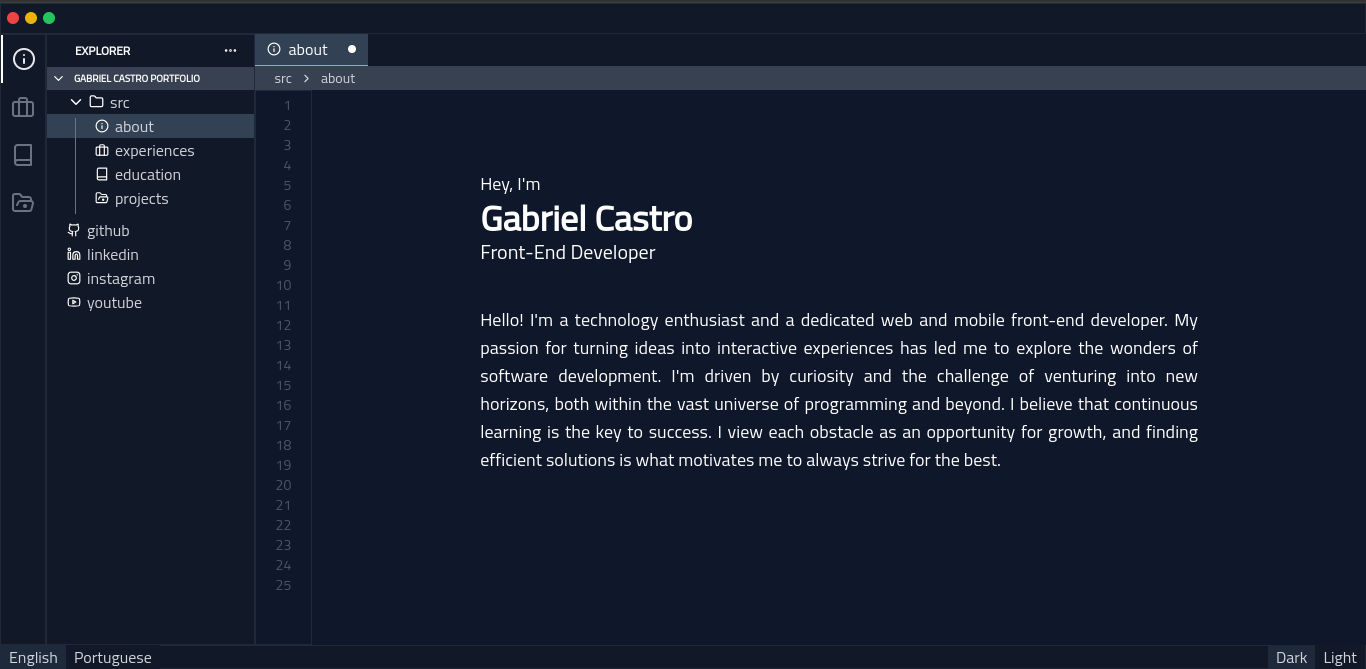 EXPLORER
GABRIEL CASTRO PORTFOLIO
src
about
experiences
education
projects
github
linkedin
instagram
youtube
about
src > about
1
2
3
4
5
6
7
8
9
10
11
12
13
14
15
16
17
18
19
20
21
22
23
24
25
Hey, I'm
Gabriel Castro
Front-End Developer
Hello! I'm a technology enthusiast and a dedicated web and mobile front-end developer. My
passion for turning ideas into interactive experiences has led me to explore the wonders of
software development. I'm driven by curiosity and the challenge of venturing into new
horizons, both within the vast universe of programming and beyond. I believe that continuous
learning is the key to success. I view each obstacle as an opportunity for growth, and finding
efficient solutions is what motivates me to always strive for the best.
English Portuguese
Dark Light